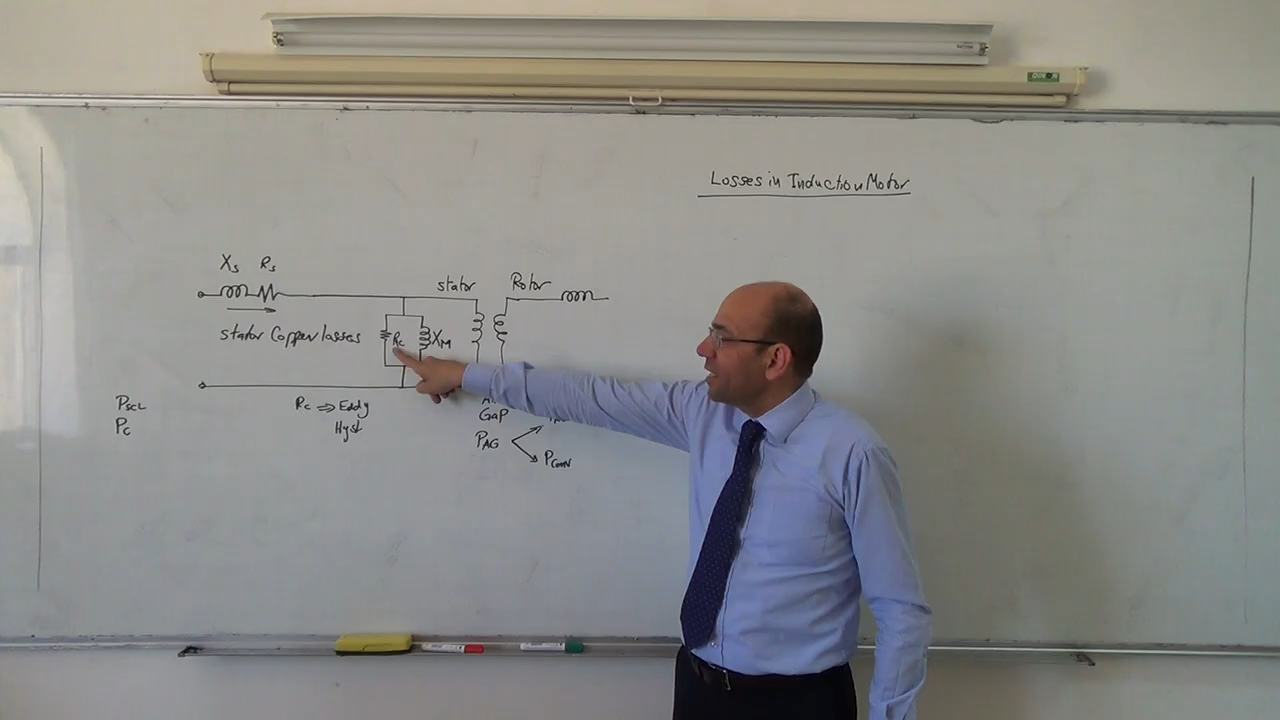 DIKON
Losses in Induction Motor
Xs Rs
stator Rotor
stator Copper losses
Rc XM
PSCL
Pc
Rc ⇒ Eddy
Hyst
Gap
PAG
PConv